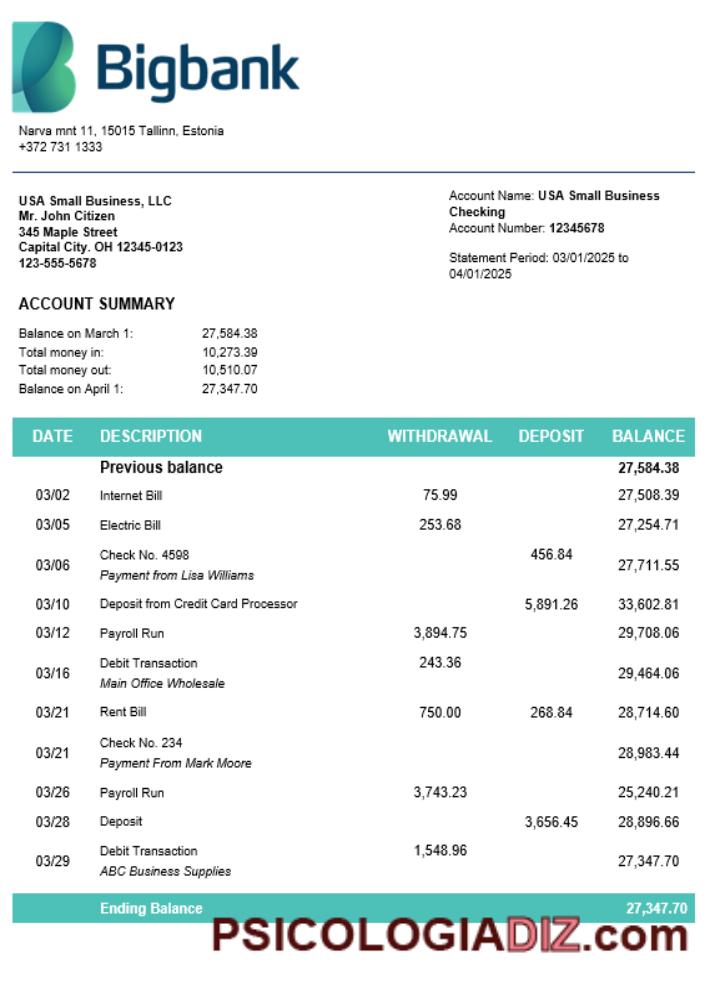 Bigbank
Narva mnt 11, 15015 Tallinn, Estonia
+372 731 1333
USA Small Business, LLC
Mr. John Citizen
345 Maple Street
Capital City. OH 12345-0123
123-555-5678
Account Name: USA Small Business
Checking
Account Number: 12345678
Statement Period: 03/01/2025 to
04/01/2025
ACCOUNT SUMMARY
Balance on March 1: 27,584.38
Total money in: 10,273.39
Total money out: 10,510.07
Balance on April 1: 27,347.70
DATE DESCRIPTION WITHDRAWAL DEPOSIT BALANCE
Previous balance 27,584.38
03/02 Internet Bill 75.99 27,508.39
03/05 Electric Bill 253.68 27,254.71
03/06 Check No. 4598 456.84 27,711.55
Payment from Lisa Williams
03/10 Deposit from Credit Card Processor 5,891.26 33,602.81
03/12 Payroll Run 3,894.75 29,708.06
03/16 Debit Transaction 243.36 29,464.06
Main Office Wholesale
03/21 Rent Bill 750.00 268.84 28,714.60
03/21 Check No. 234 28,983.44
Payment From Mark Moore
03/26 Payroll Run 3,743.23 25,240.21
03/28 Deposit 3,656.45 28,896.66
03/29 Debit Transaction 1,548.96 27,347.70
ABC Business Supplies
Ending Balance 27,347.70
PSICOLOGIADIZ.com